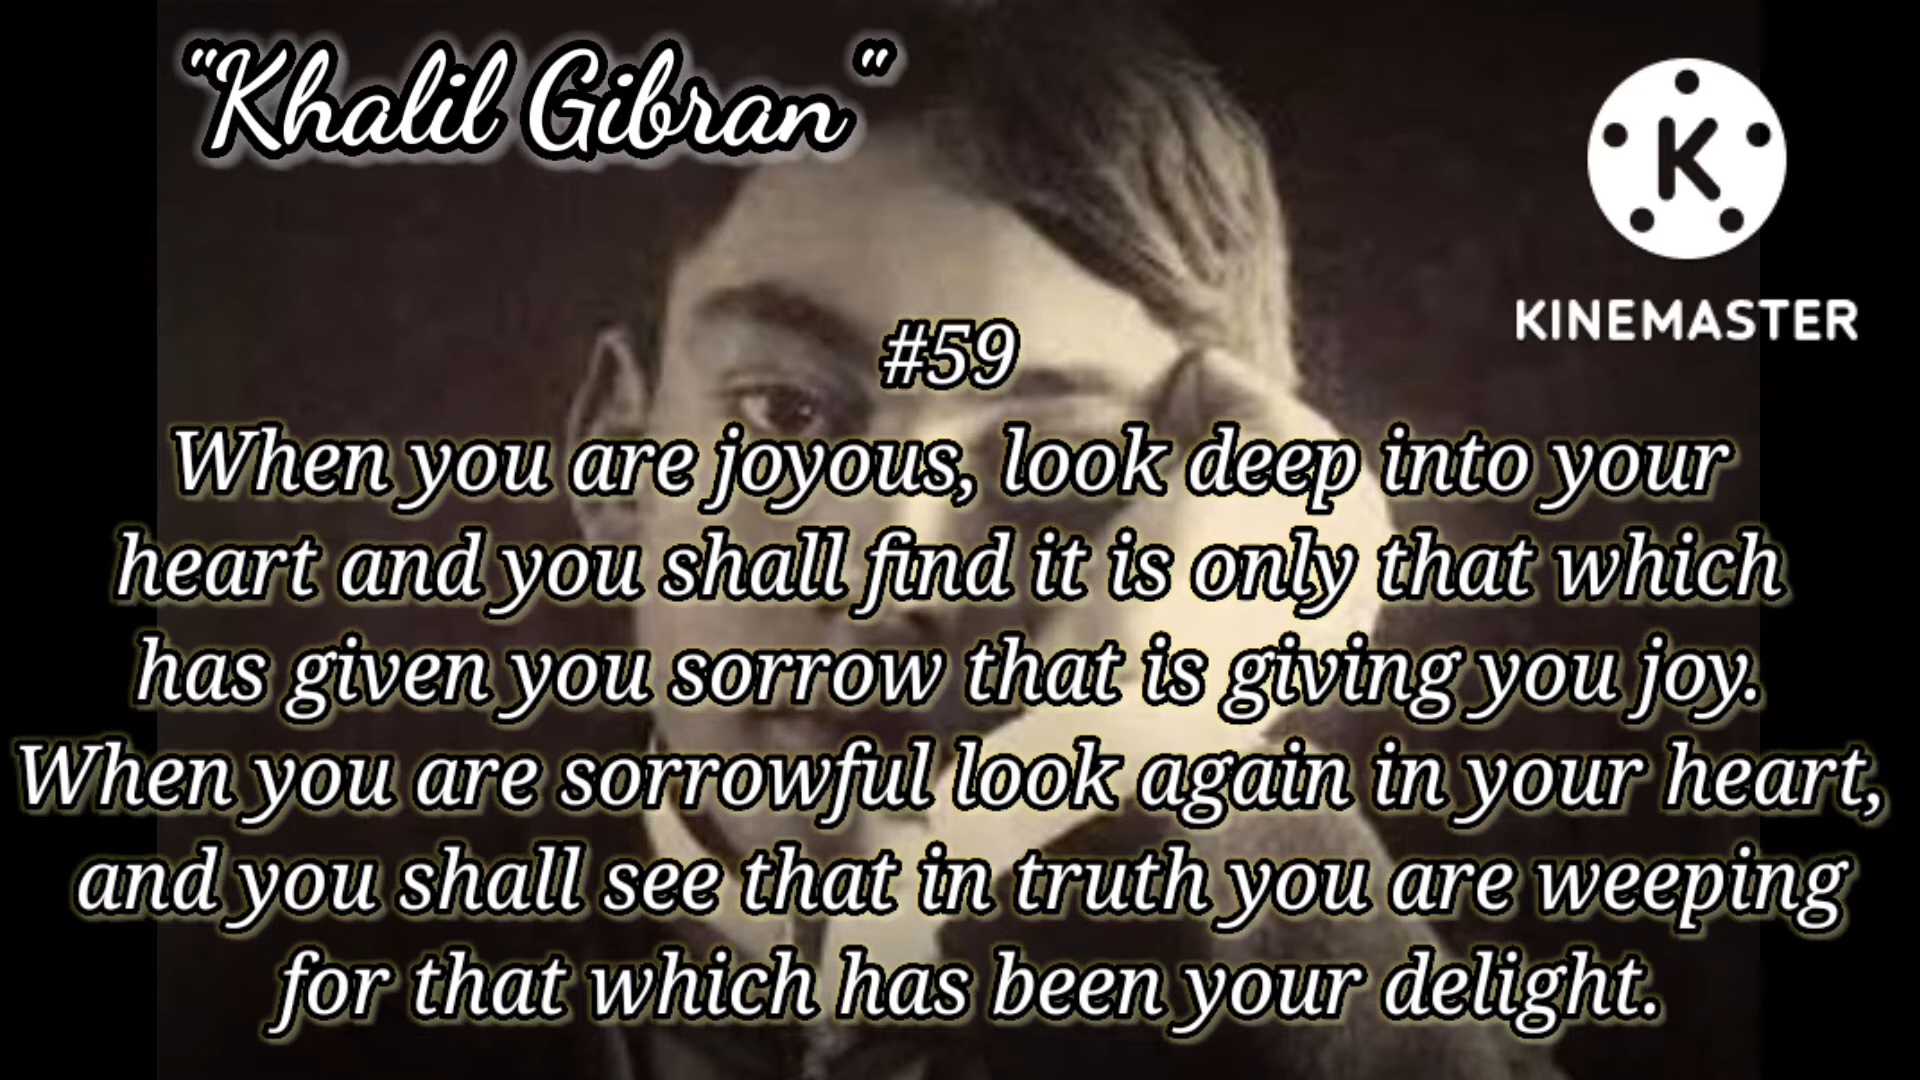 "Khalil Gibran"
K
KINEMASTER
#59
When you are joyous, look deep into your
heart and you shall find it is only that which
has given you sorrow that is giving you joy.
When you are sorrowful look again in your heart,
and you shall see that in truth you are weeping
for that which has been your delight.